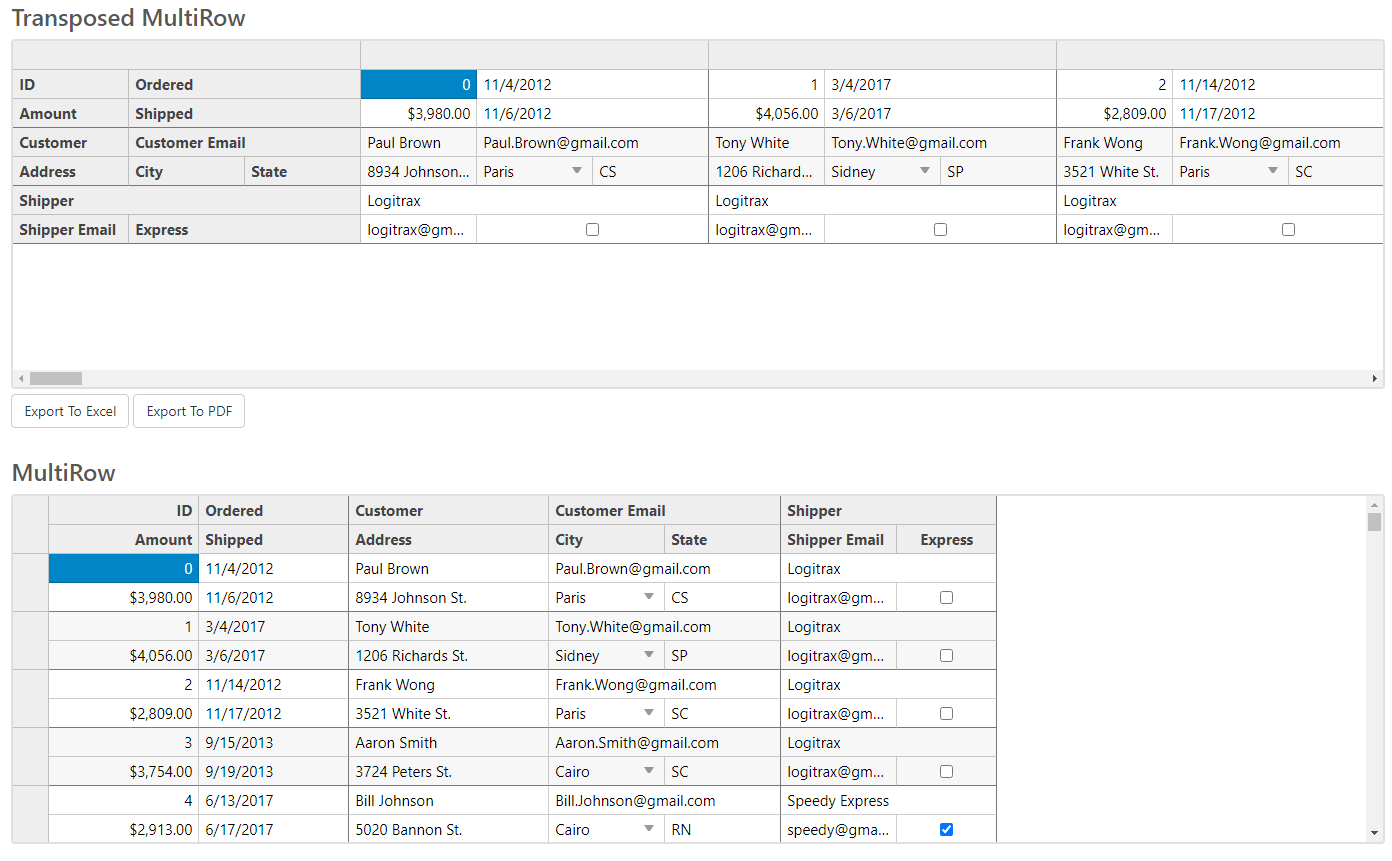 Transposed MultiRow
ID Ordered 0 11/4/2012 1 3/4/2017 2 11/14/2012
Amount Shipped $3,980.00 11/6/2012 $4,056.00 3/6/2017 $2,809.00 11/17/2012
Customer Customer Email Paul Brown Paul.Brown@gmail.com Tony White Tony.White@gmail.com Frank Wong Frank.Wong@gmail.com
Address City State 8934 Johnson... Paris CS 1206 Richard... Sidney SP 3521 White St. Paris SC
Shipper Logitrax Logitrax Logitrax
Shipper Email Express logitrax@gm... logitrax@gm... logitrax@gm...
Export To Excel Export To PDF
MultiRow
ID Ordered Customer Customer Email Shipper
Amount Shipped Address City State Shipper Email Express
0 11/4/2012 Paul Brown Paul.Brown@gmail.com Logitrax
$3,980.00 11/6/2012 8934 Johnson St. Paris CS logitrax@gm...
1 3/4/2017 Tony White Tony.White@gmail.com Logitrax
$4,056.00 3/6/2017 1206 Richards St. Sidney SP logitrax@gm...
2 11/14/2012 Frank Wong Frank.Wong@gmail.com Logitrax
$2,809.00 11/17/2012 3521 White St. Paris SC logitrax@gm...
3 9/15/2013 Aaron Smith Aaron.Smith@gmail.com Logitrax
$3,754.00 9/19/2013 3724 Peters St. Cairo SC logitrax@gm...
4 6/13/2017 Bill Johnson Bill.Johnson@gmail.com Speedy Express
$2,913.00 6/17/2017 5020 Bannon St. Cairo RN speedy@gma...